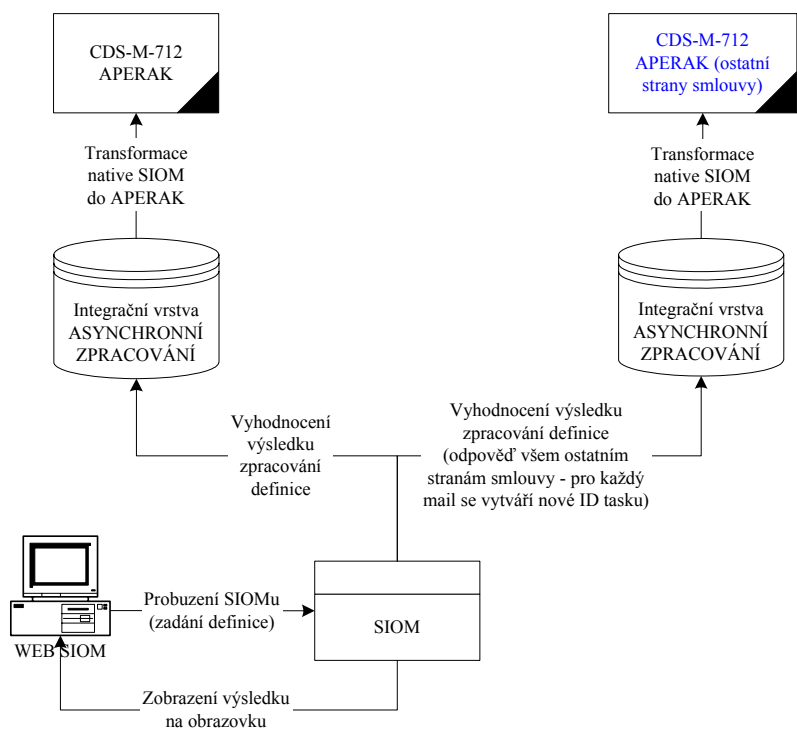 CDS-M-712
APERAK
CDS-M-712
APERAK (ostatní
strany smlouvy)
Transformace
native SIOM
do APERAK
Transformace
native SIOM
do APERAK
Integrační vrstva
ASYNCHRONNÍ
ZPRACOVÁNÍ
Integrační vrstva
ASYNCHRONNÍ
ZPRACOVÁNÍ
Vyhodnocení
výsledku
zpracování
definice
Vyhodnocení výsledku
zpracování definice
(odpověď všem ostatním
stranám smlouvy - pro každý
mail se vytváří nové ID tasku)
Probuzení SIOMu
(zadání definice)
SIOM
WEB SIOM
Zobrazení výsledku
na obrazovku